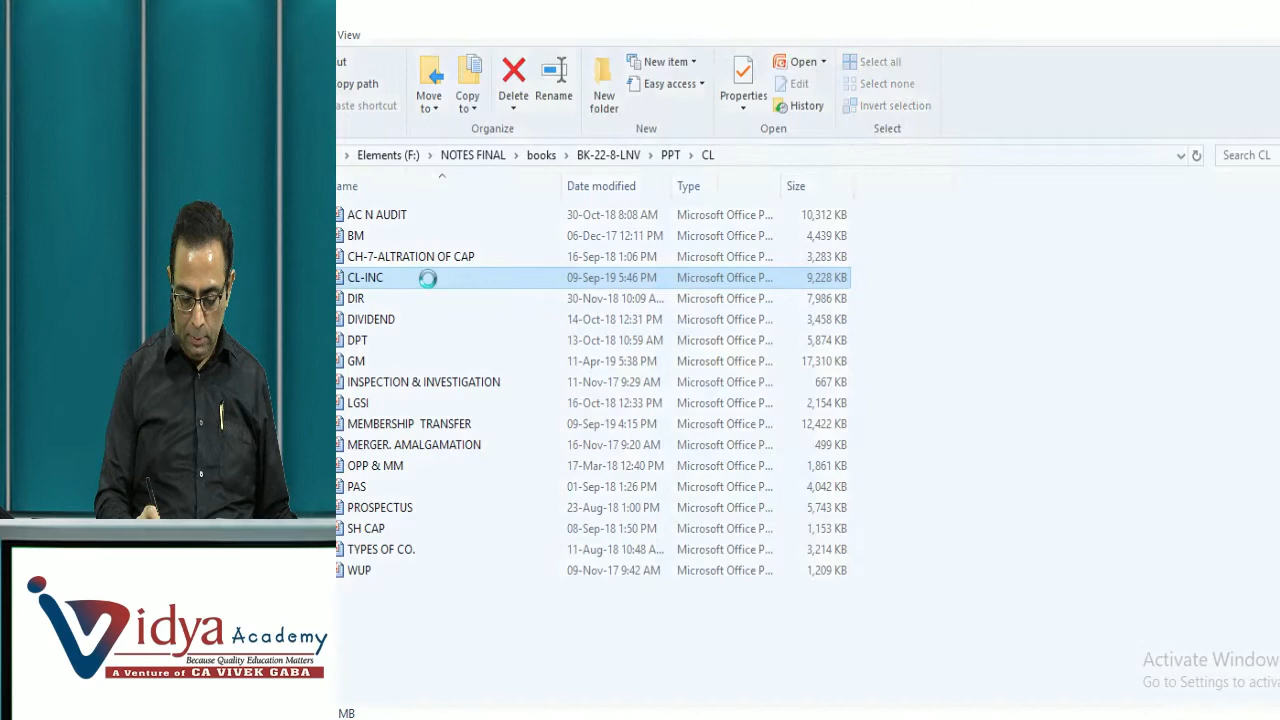 View
ut
opy path
aste shortcut
Move to
Copy to
Delete
Rename
Organize
New folder
New item
Easy access
New
Properties
Open
Edit
History
Open
Select all
Select none
Invert selection
Select
Elements (F:) › NOTES FINAL › books › BK-22-8-LNV › PPT › CL
Search CL
ame Date modified Type Size
AC N AUDIT 30-Oct-18 8:08 AM Microsoft Office P... 10,312 KB
BM 06-Dec-17 12:11 PM Microsoft Office P... 4,439 KB
CH-7-ALTRATION OF CAP 16-Sep-18 1:06 PM Microsoft Office P... 3,283 KB
CL-INC 09-Sep-19 5:46 PM Microsoft Office P... 9,228 KB
DIR 30-Nov-18 10:09 A... Microsoft Office P... 7,986 KB
DIVIDEND 14-Oct-18 12:31 PM Microsoft Office P... 3,458 KB
DPT 13-Oct-18 10:59 AM Microsoft Office P... 5,874 KB
GM 11-Apr-19 5:38 PM Microsoft Office P... 17,310 KB
INSPECTION & INVESTIGATION 11-Nov-17 9:29 AM Microsoft Office P... 667 KB
LGSI 16-Oct-18 12:33 PM Microsoft Office P... 2,154 KB
MEMBERSHIP TRANSFER 09-Sep-19 4:15 PM Microsoft Office P... 12,422 KB
MERGER. AMALGAMATION 16-Nov-17 9:20 AM Microsoft Office P... 499 KB
OPP & MM 17-Mar-18 12:40 PM Microsoft Office P... 1,861 KB
PAS 01-Sep-18 1:26 PM Microsoft Office P... 4,042 KB
PROSPECTUS 23-Aug-18 1:00 PM Microsoft Office P... 5,743 KB
SH CAP 08-Sep-18 1:50 PM Microsoft Office P... 1,153 KB
TYPES OF CO. 11-Aug-18 10:48 A... Microsoft Office P... 3,214 KB
WUP 09-Nov-17 9:42 AM Microsoft Office P... 1,209 KB
Vidya Academy
Because Quality Education Matters
A Venture of CA VIVEK GABA
Activate Window
Go to Settings to activa
MB